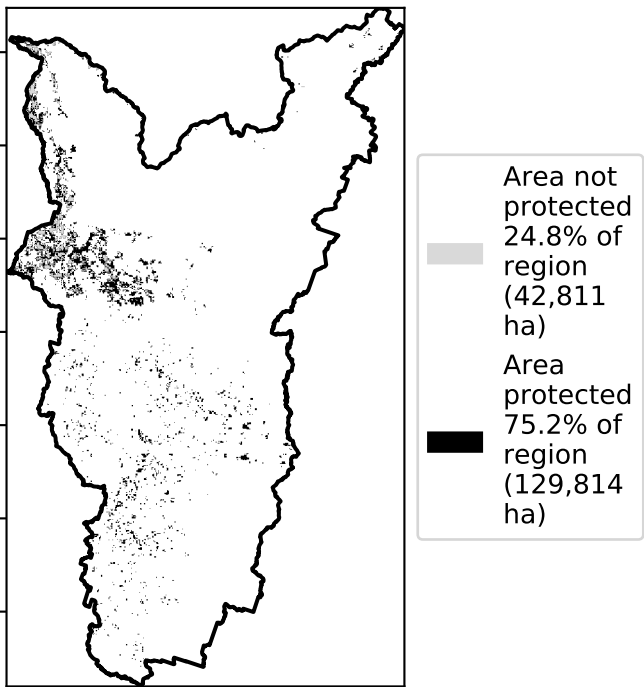 Area not
protected
24.8% of
region
(42,811
ha)
Area
protected
75.2% of
region
(129,814
ha)